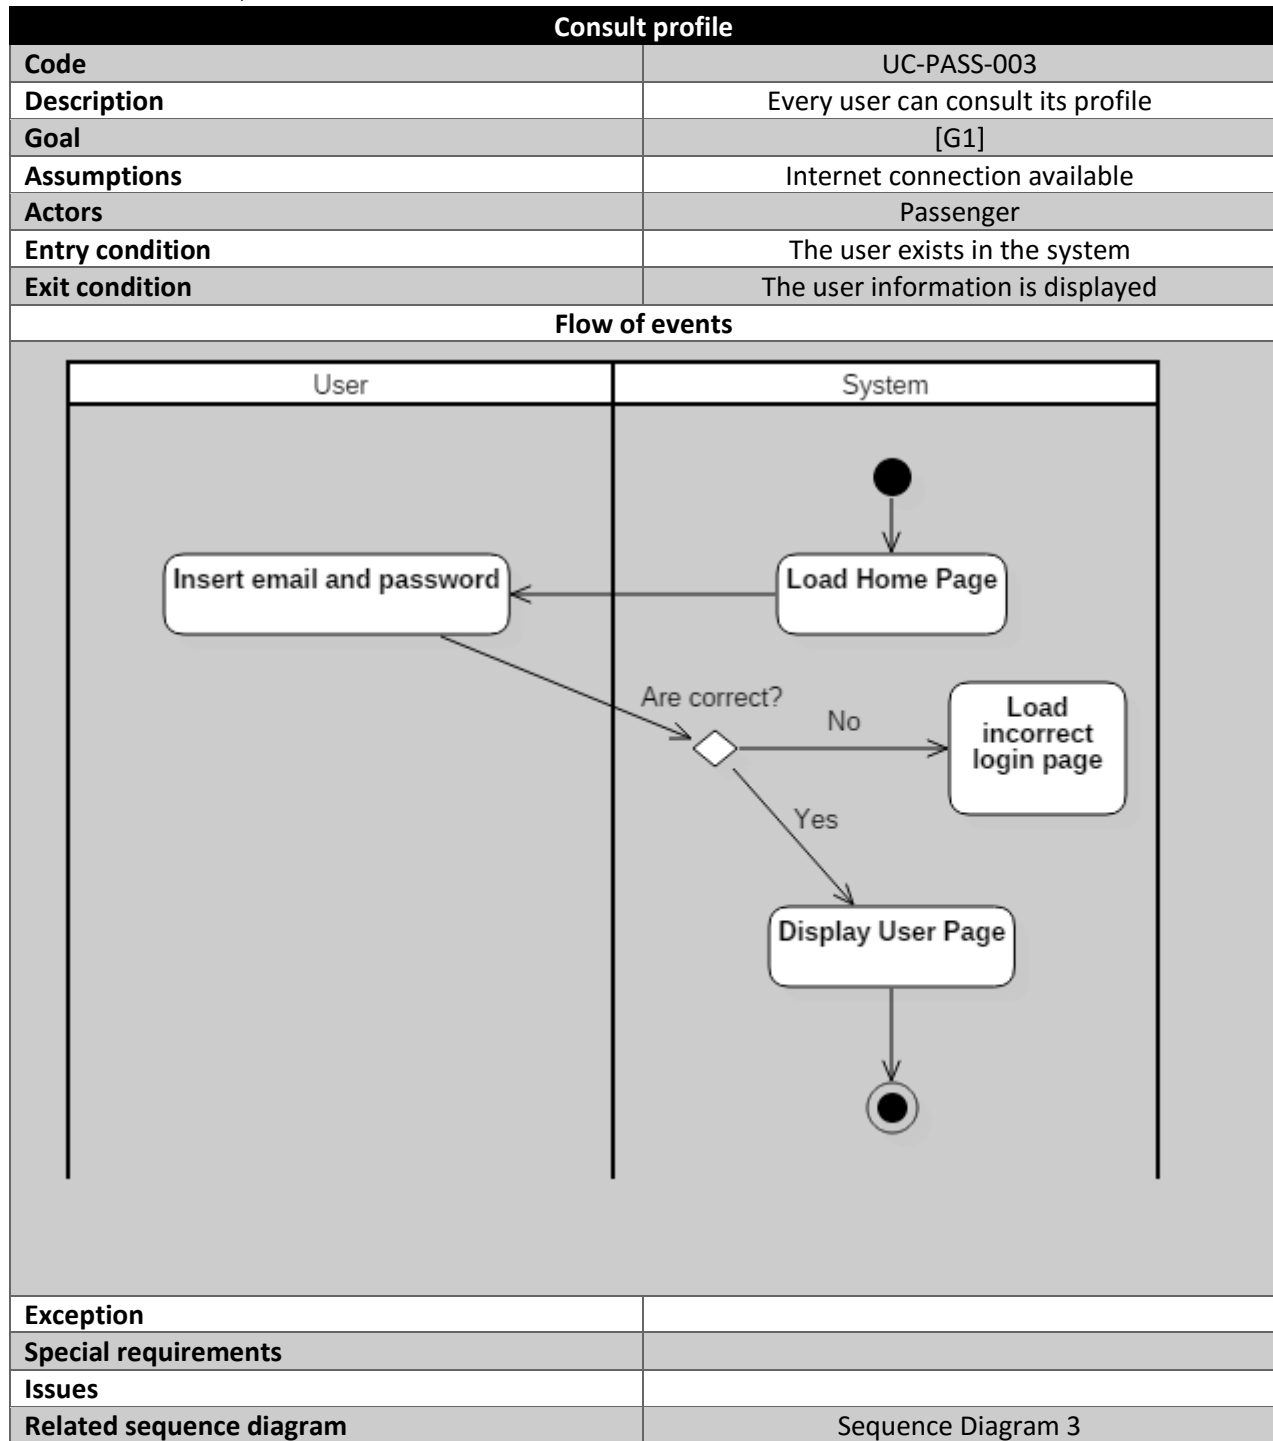 Consult profile
Code UC-PASS-003
Description Every user can consult its profile
Goal [G1]
Assumptions Internet connection available
Actors Passenger
Entry condition The user exists in the system
Exit condition The user information is displayed
Flow of events
User System
Insert email and password Load Home Page
Are correct?
No
Load
incorrect
login page
Yes
Display User Page
Exception
Special requirements
Issues
Related sequence diagram Sequence Diagram 3